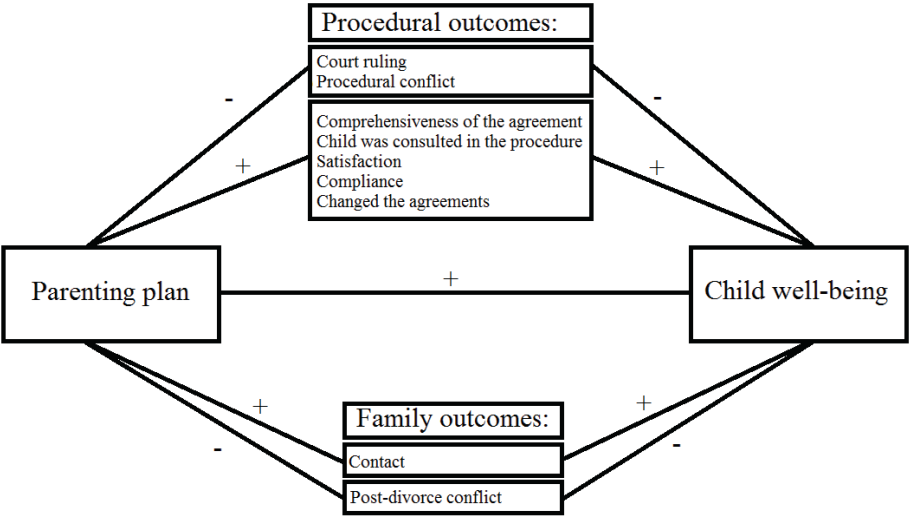 Procedural outcomes:
Court ruling
Procedural conflict
-
-
Comprehensiveness of the agreement
Child was consulted in the procedure
Satisfaction
Compliance
Changed the agreements
+
+
Parenting plan
+
Child well-being
Family outcomes:
+
+
Contact
-
-
Post-divorce conflict